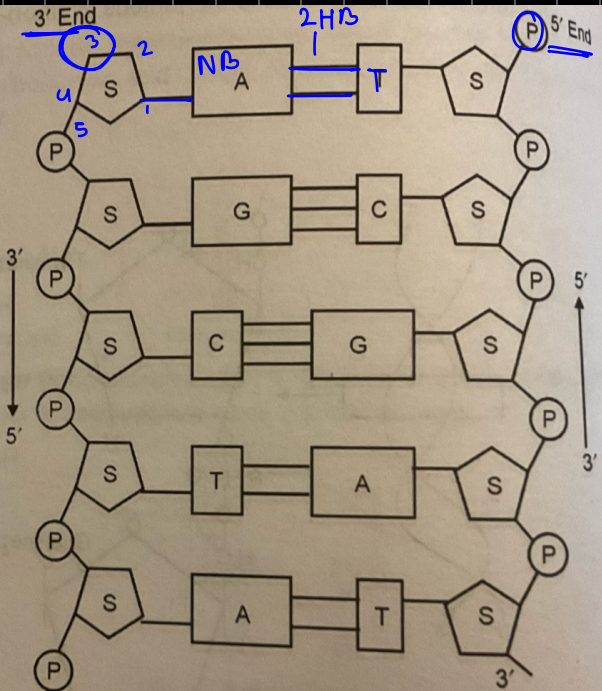 3′ End 2HB P 5′ End
3 2 NB
4 S 1 A T S
5
P P
S G C S
3′ P P 5′
S C G S
5′ P P 3′
S T A S
P P
S A T S
P 3′